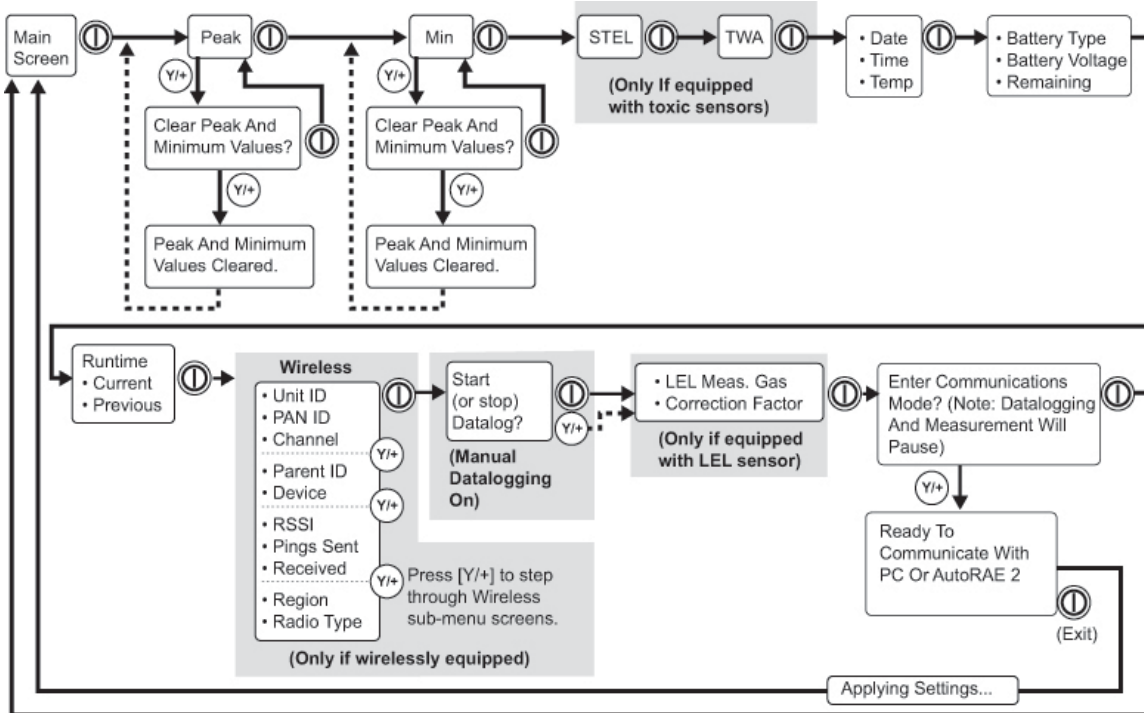 Main
Screen
Peak
Min
STEL
TWA
• Date
• Time
• Temp
• Battery Type
• Battery Voltage
• Remaining
(Only If equipped
with toxic sensors)
Y/+
Y/+
Clear Peak And
Minimum Values?
Clear Peak And
Minimum Values?
Y/+
Y/+
Peak And Minimum
Values Cleared.
Peak And Minimum
Values Cleared.
Runtime
• Current
• Previous
Wireless
• Unit ID
• PAN ID
• Channel
Y/+
• Parent ID
• Device
Y/+
• RSSI
• Pings Sent
• Received
Y/+
• Region
• Radio Type
Press [Y/+] to step
through Wireless
sub-menu screens.
(Only if wirelessly equipped)
Start
(or stop)
Datalog?
Y/+
(Manual
Datalogging
On)
• LEL Meas. Gas
• Correction Factor
(Only if equipped
with LEL sensor)
Enter Communications
Mode? (Note: Datalogging
And Measurement Will
Pause)
Y/+
Ready To
Communicate With
PC Or AutoRAE 2
(Exit)
Applying Settings...